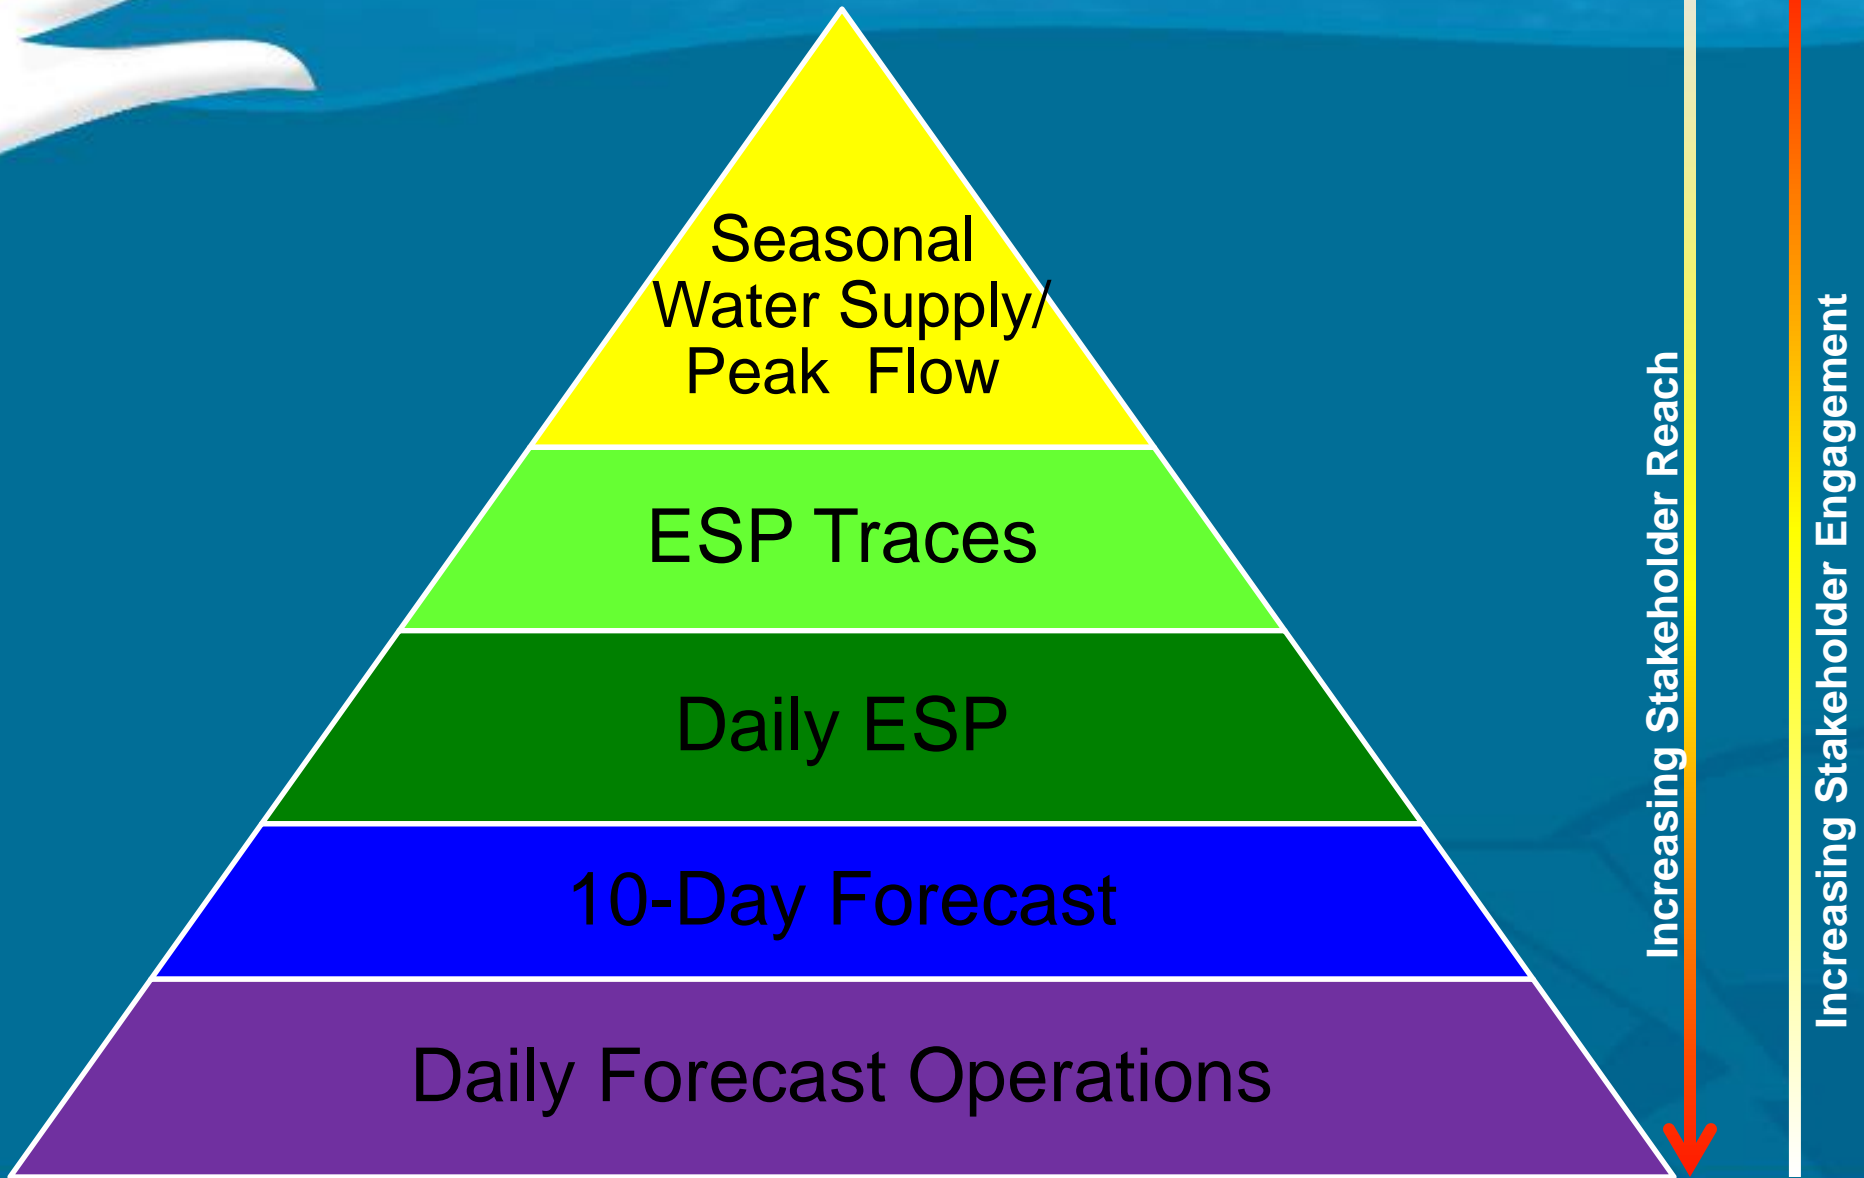 Seasonal
Water Supply/
Peak  Flow
ESP Traces
Daily ESP
10-Day Forecast
Daily Forecast Operations
Increasing Stakeholder Reach
Increasing Stakeholder Engagement